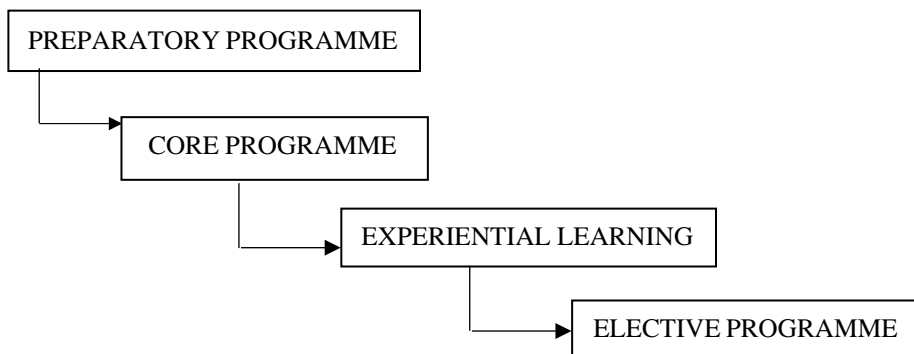 PREPARATORY PROGRAMME
CORE PROGRAMME
EXPERIENTIAL LEARNING
ELECTIVE PROGRAMME